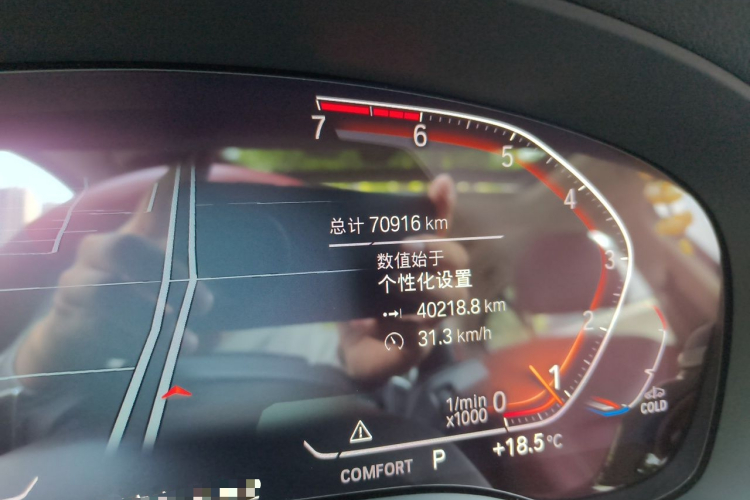 7
6
5
4
3
2
1
0
总计 70916 km
数值始于
个性化设置
40218.8 km
31.3 km/h
1/min
x1000
COLD
+18.5°C
COMFORT P